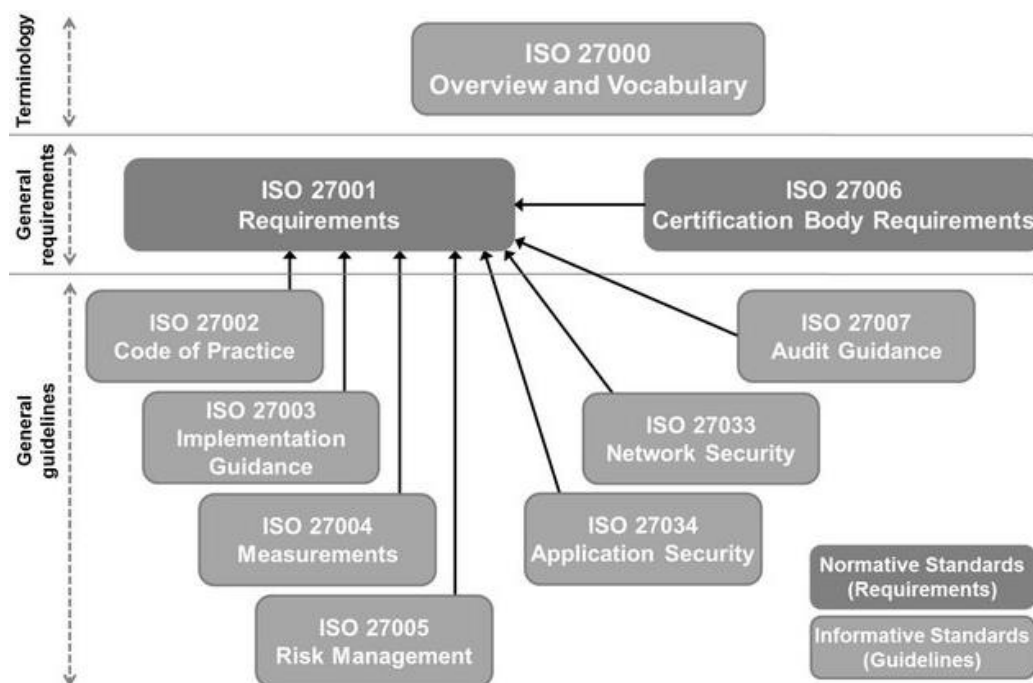 Terminology
ISO 27000
Overview and Vocabulary
General
requirements
ISO 27001
Requirements
ISO 27006
Certification Body Requirements
General
guidelines
ISO 27002
Code of Practice
ISO 27007
Audit Guidance
ISO 27003
Implementation
Guidance
ISO 27033
Network Security
ISO 27004
Measurements
ISO 27034
Application Security
ISO 27005
Risk Management
Normative Standards
(Requirements)
Informative Standards
(Guidelines)